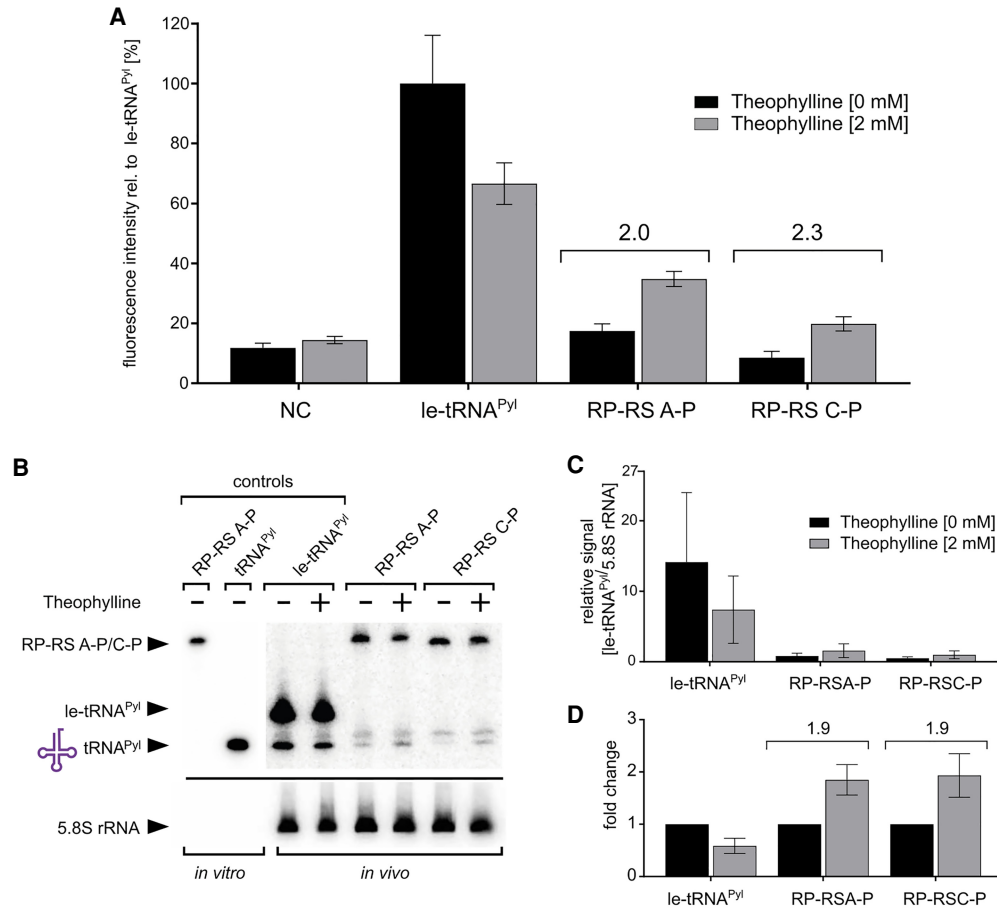 A
fluorescence intensity rel. to le-tRNAPyl [%]
120
100
80
60
40
20
0
Theophylline [0 mM]
Theophylline [2 mM]
2.0
2.3
NC
le-tRNAPyl
RP-RS A-P
RP-RS C-P
B
controls
RP-RS A-P
tRNAPyl
le-tRNAPyl
RP-RS A-P
RP-RS C-P
Theophylline − − − + − + − +
RP-RS A-P/C-P
le-tRNAPyl
tRNAPyl
5.8S rRNA
in vitro
in vivo
C
relative signal
[le-tRNAPyl/5.8S rRNA]
27
20
10
0
Theophylline [0 mM]
Theophylline [2 mM]
le-tRNAPyl
RP-RSA-P
RP-RSC-P
D
fold change
3
2
1
0
1.9
1.9
le-tRNAPyl
RP-RSA-P
RP-RSC-P